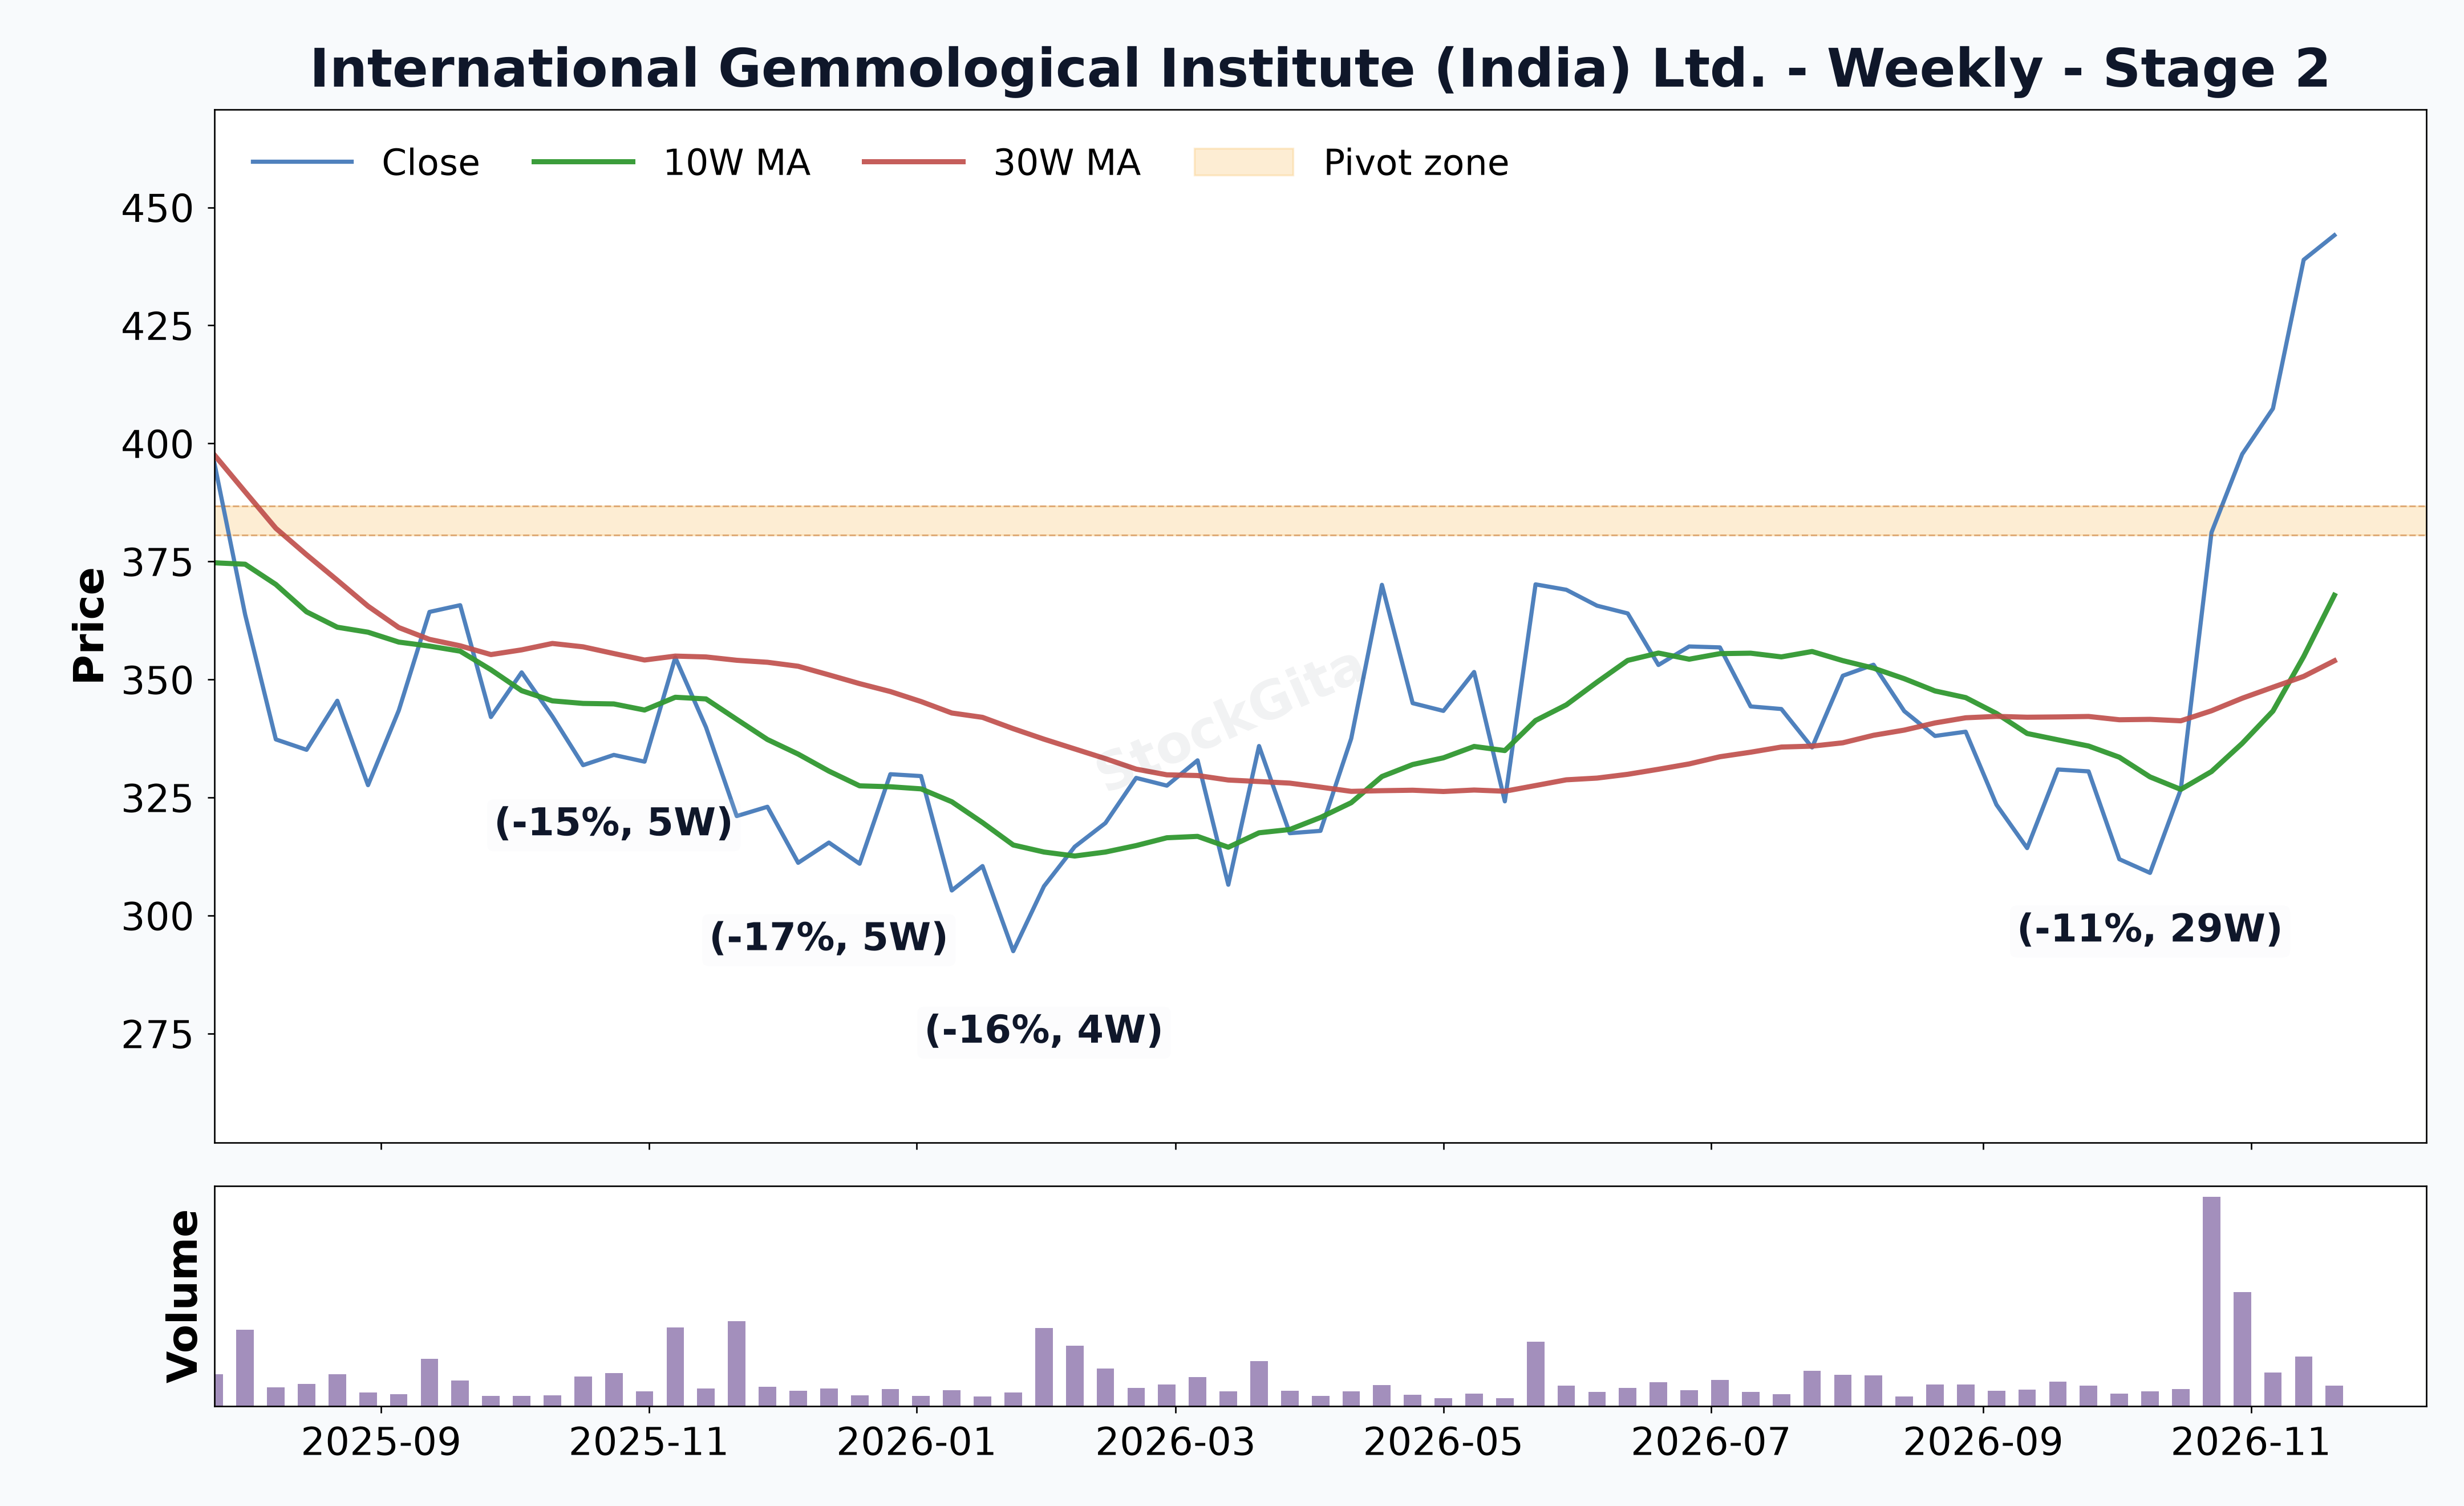 International Gemmological Institute (India) Ltd. - Weekly - Stage 2
Close 10W MA 30W MA Pivot zone
Price
450
425
400
375
350
325
300
275
StockGita
(-15%, 5W)
(-17%, 5W)
(-16%, 4W)
(-11%, 29W)
Volume
2025-09 2025-11 2026-01 2026-03 2026-05 2026-07 2026-09 2026-11